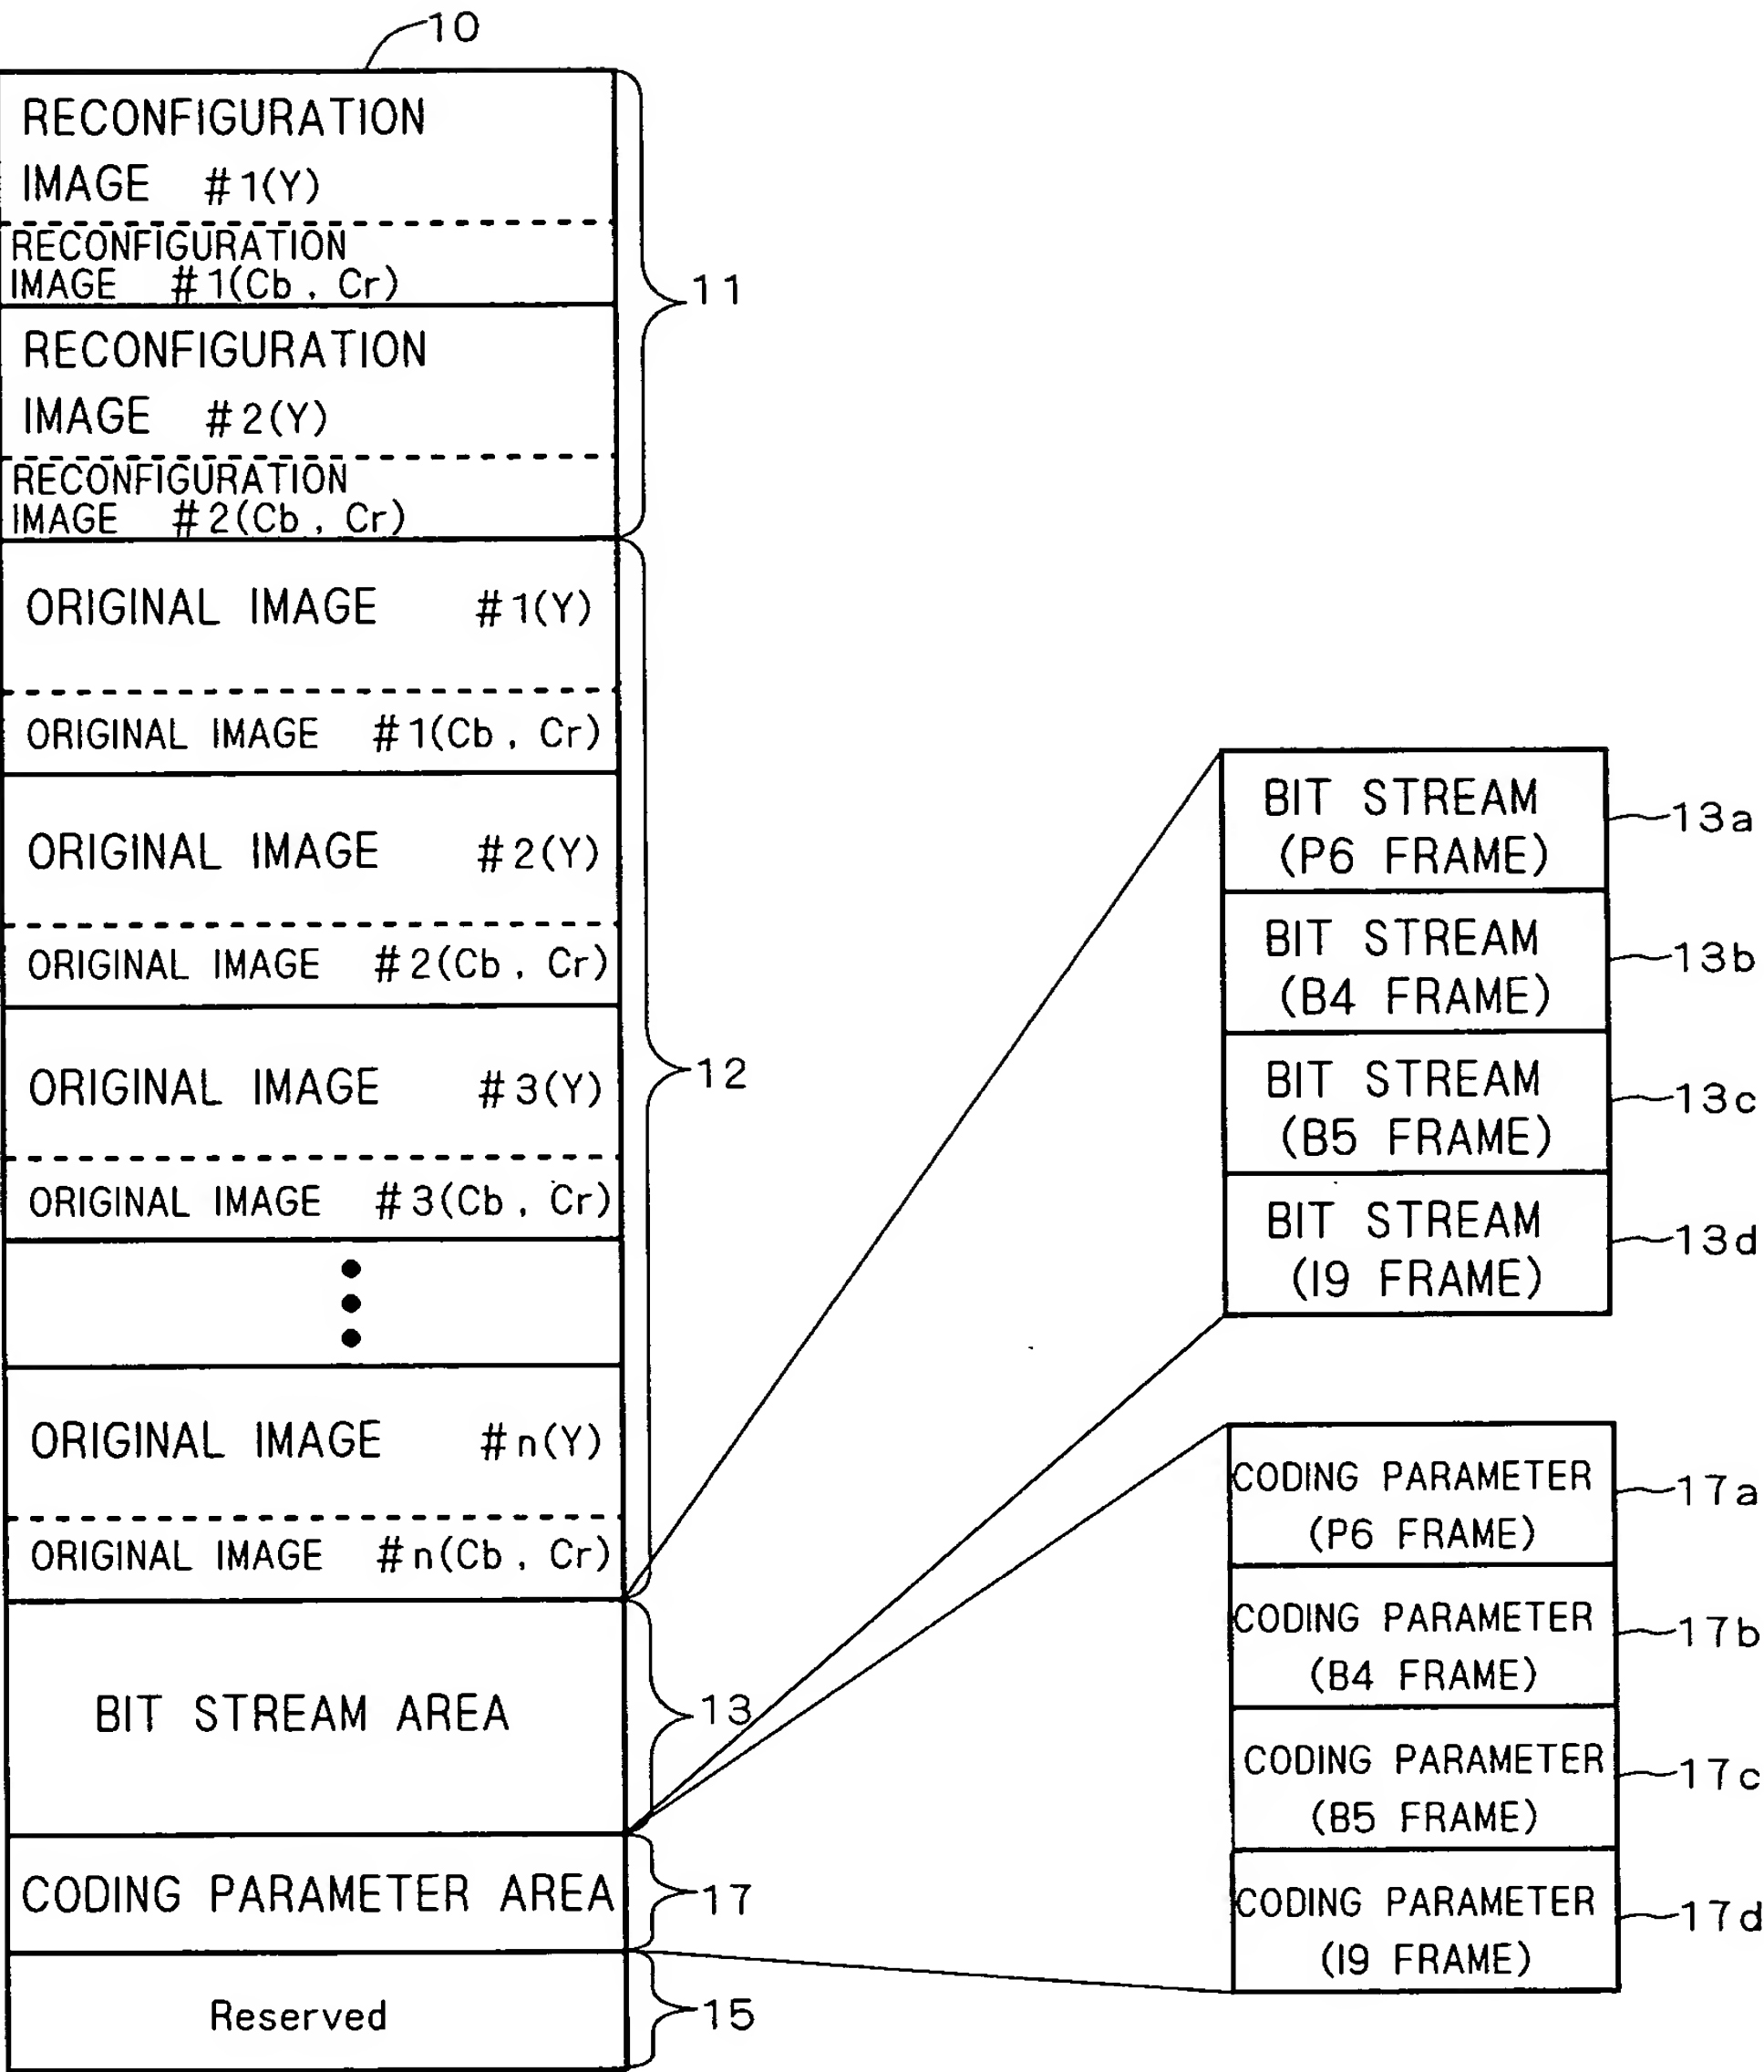 10
RECONFIGURATION
IMAGE #1(Y)
RECONFIGURATION
IMAGE #1(Cb, Cr)
RECONFIGURATION
IMAGE #2(Y)
RECONFIGURATION
IMAGE #2(Cb, Cr)
11
ORIGINAL IMAGE #1(Y)
ORIGINAL IMAGE #1(Cb, Cr)
ORIGINAL IMAGE #2(Y)
ORIGINAL IMAGE #2(Cb, Cr)
ORIGINAL IMAGE #3(Y)
ORIGINAL IMAGE #3(Cb, Cr)
ORIGINAL IMAGE #n(Y)
ORIGINAL IMAGE #n(Cb, Cr)
12
BIT STREAM AREA
13
CODING PARAMETER AREA
17
Reserved
15
BIT STREAM
(P6 FRAME)
13a
BIT STREAM
(B4 FRAME)
13b
BIT STREAM
(B5 FRAME)
13c
BIT STREAM
(I9 FRAME)
13d
CODING PARAMETER
(P6 FRAME)
17a
CODING PARAMETER
(B4 FRAME)
17b
CODING PARAMETER
(B5 FRAME)
17c
CODING PARAMETER
(I9 FRAME)
17d